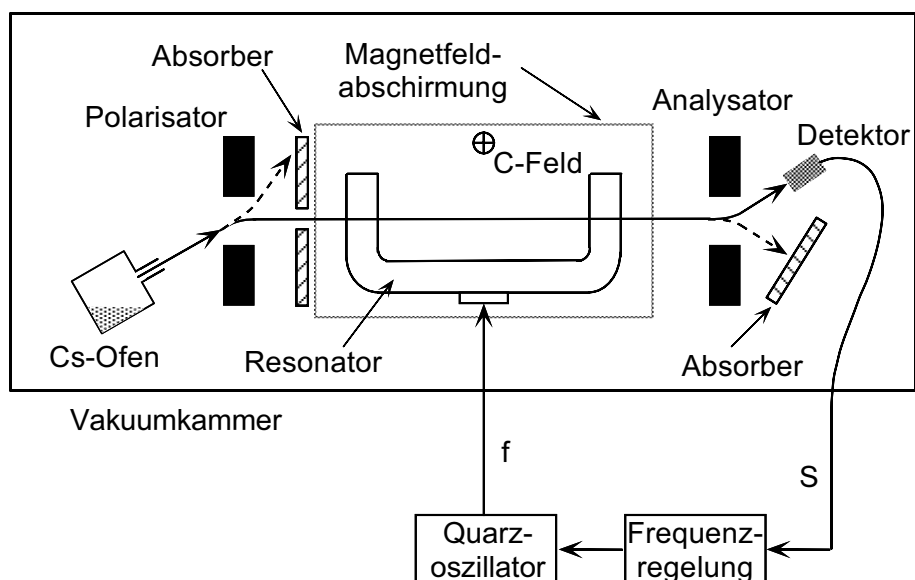 Absorber
Magnetfeld-
abschirmung
Polarisator
Analysator
Detektor
C-Feld
Cs-Ofen
Resonator
Absorber
Vakuumkammer
f
S
Quarz-
oszillator
Frequenz-
regelung